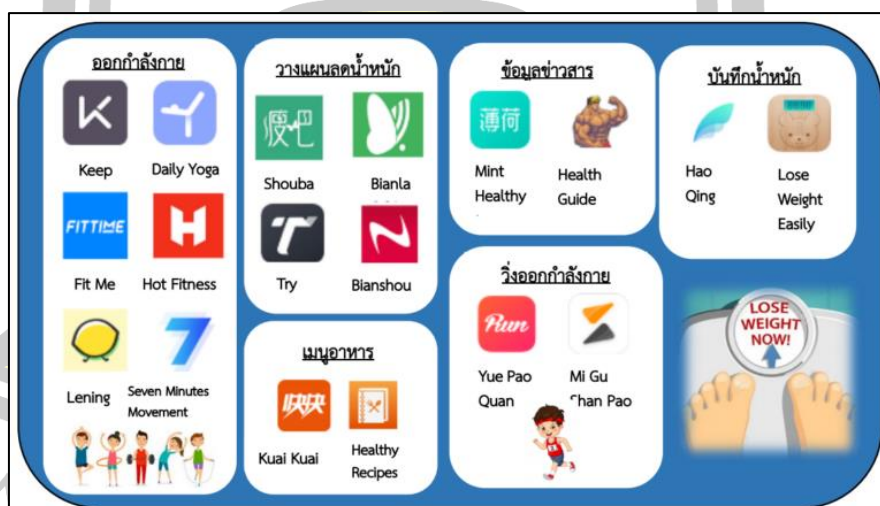 ออกกำลังกาย
Keep
Daily Yoga
FITTIME
H
Fit Me
Hot Fitness
7
Lening
Seven Minutes
Movement
วางแผนลดน้ำหนัก
瘦吧
Shouba
Bianla
Try
Bianshou
เมนูอาหาร
快快
Kuai Kuai
Healthy
Recipes
ข้อมูลข่าวสาร
薄荷
Mint
Healthy
Health
Guide
วิ่งออกกำลังกาย
Run
Yue Pao
Quan
Mi Gu
Shan Pao
บันทึกน้ำหนัก
Hao
Qing
Lose
Weight
Easily
LOSE
WEIGHT
NOW!